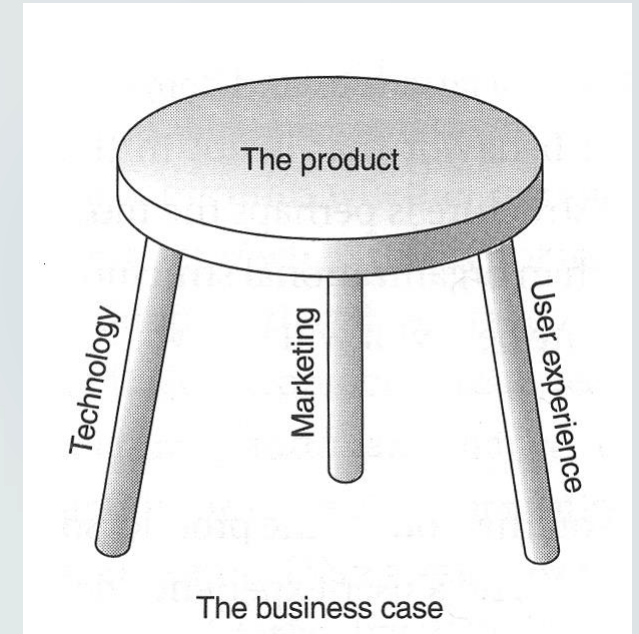 The product
Technology
Marketing
User experience
The business case